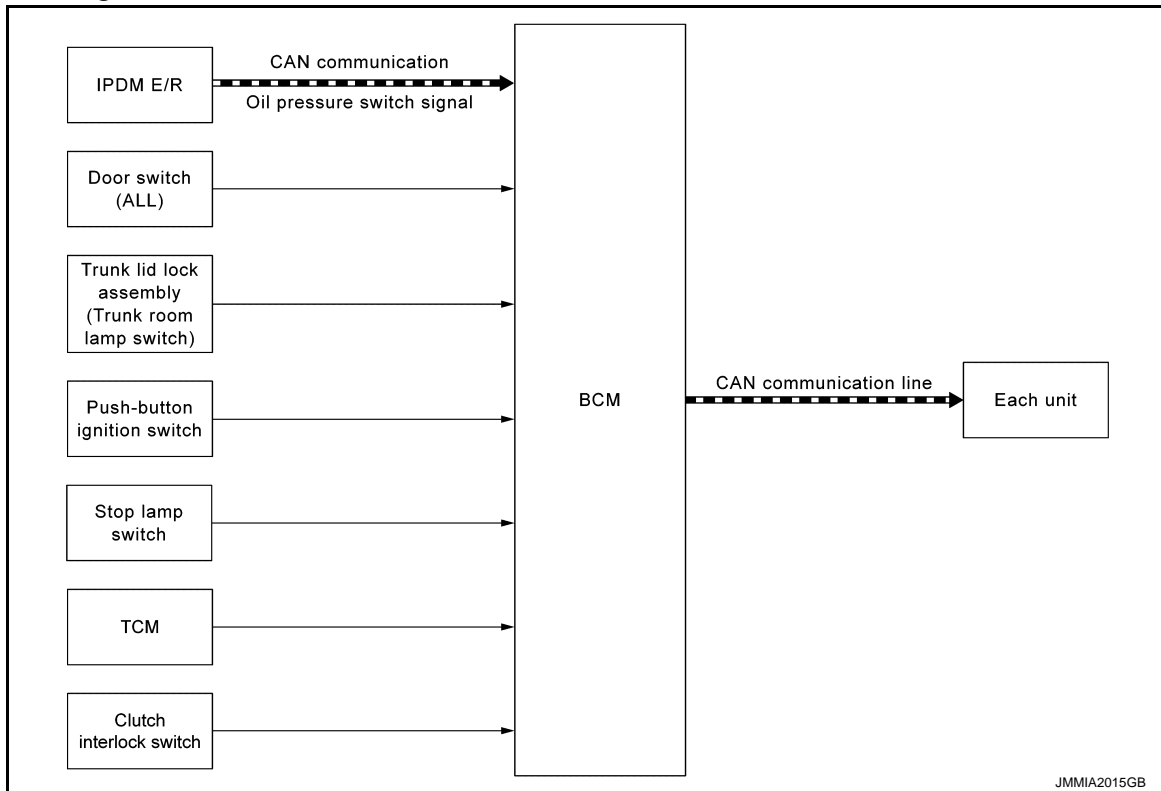 IPDM E/R
CAN communication
Oil pressure switch signal
Door switch
(ALL)
Trunk lid lock
assembly
(Trunk room
lamp switch)
Push-button
ignition switch
Stop lamp
switch
TCM
Clutch
interlock switch
BCM
CAN communication line
Each unit
JMMIA2015GB